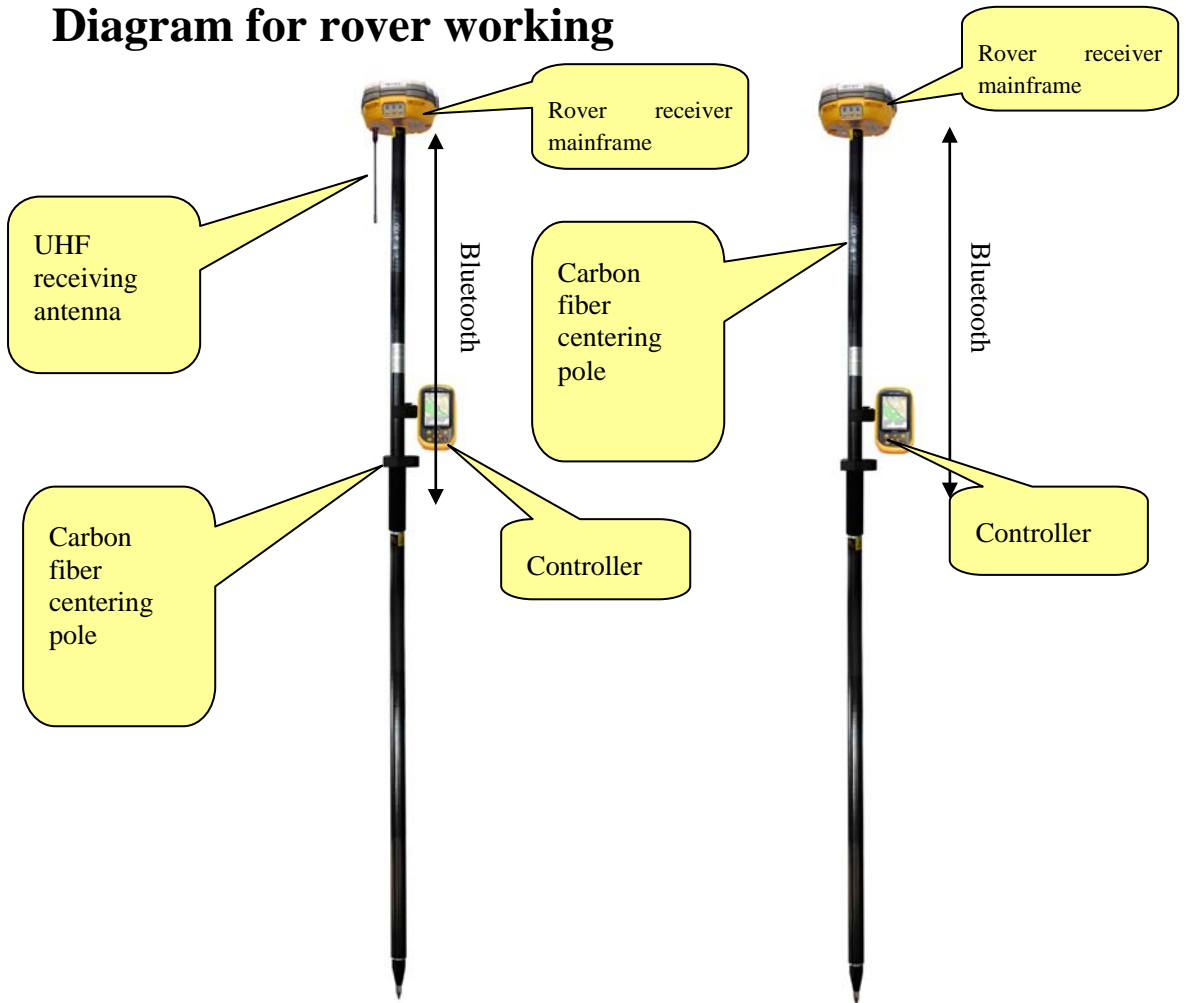 Diagram for rover working
Rover receiver
mainframe
Rover receiver
mainframe
UHF
receiving
antenna
Bluetooth
Carbon
fiber
centering
pole
Bluetooth
Carbon
fiber
centering
pole
Controller
Controller